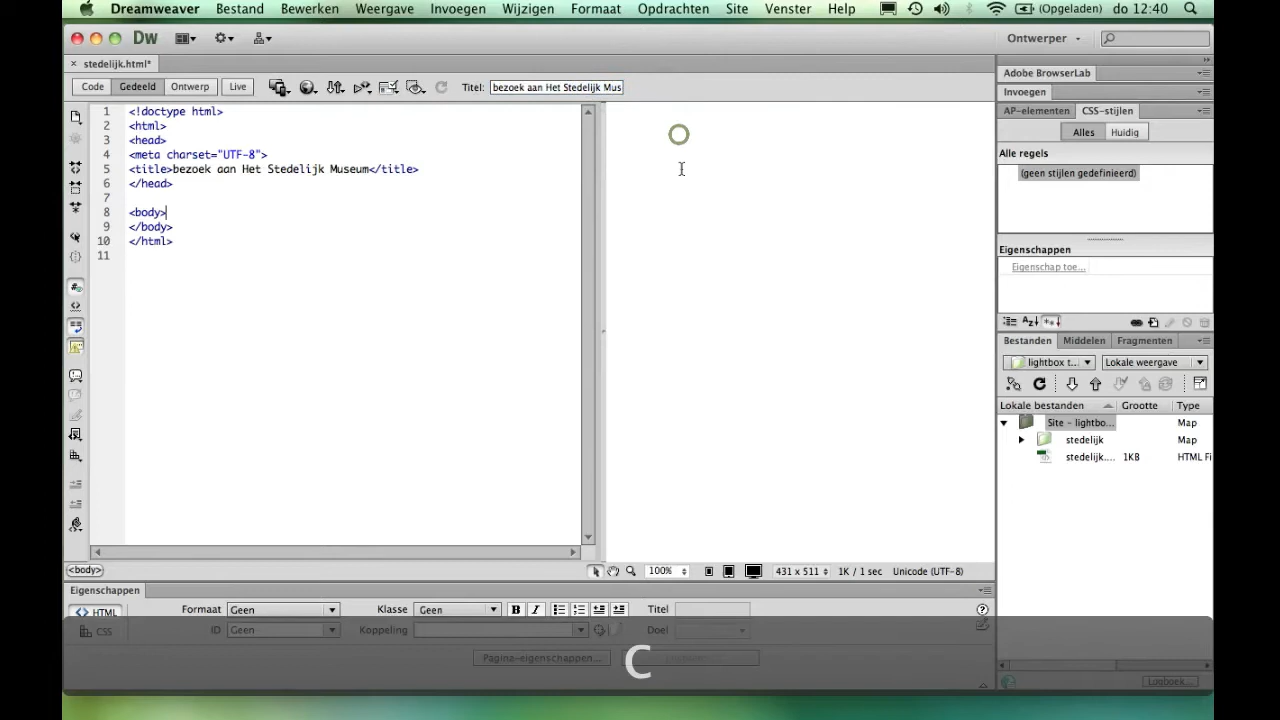 Dreamweaver Bestand Bewerken Weergave Invoegen Wijzigen Formaat Opdrachten Site Venster Help (Opgeladen) do 12:40
Dw Ontwerper
stedelijk.html*
Code Gedeeld Ontwerp Live Titel: bezoek aan Het Stedelijk Mus
1 <!doctype html>
2 <html>
3 <head>
4 <meta charset="UTF-8">
5 <title>bezoek aan Het Stedelijk Museum</title>
6 </head>
7
8 <body>
9 </body>
10 </html>
11
Adobe BrowserLab
Invoegen
AP-elementen CSS-stijlen
Alles Huidig
Alle regels
(geen stijlen gedefinieerd)
Eigenschappen
Eigenschap toe...
Bestanden Middelen Fragmenten
lightbox t... Lokale weergave
Lokale bestanden Grootte Type
Site - lightbo... Map
stedelijk Map
stedelijk.... 1KB HTML Fi
<body> 100% 431 x 511 1K / 1 sec Unicode (UTF-8)
Eigenschappen
HTML Formaat Geen Klasse Geen B I Titel
CSS ID Geen Koppeling Doel
Pagina-eigenschappen...
C
Logboek...